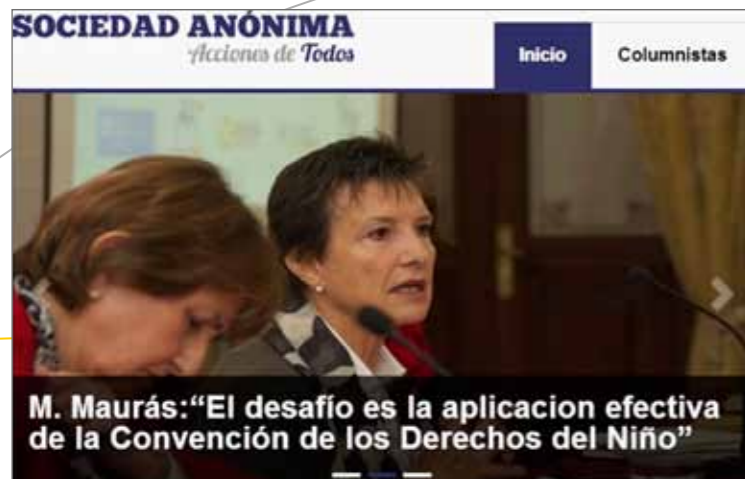 SOCIEDAD ANÓNIMA
Acciones de Todos
Inicio
Columnistas
M. Maurás:“El desafío es la aplicacion efectiva
de la Convención de los Derechos del Niño”